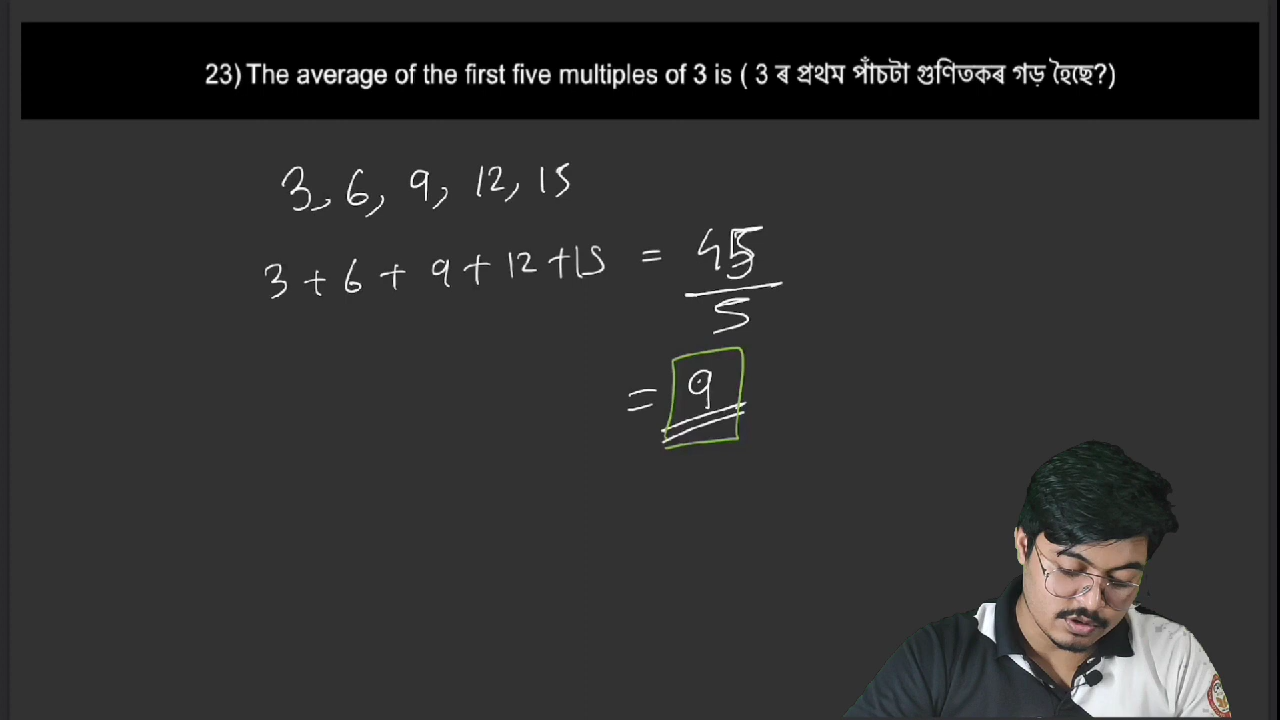 23) The average of the first five multiples of 3 is ( 3 ৰ প্ৰথম পাঁচটা গুণিতকৰ গড় হৈছে?)
3, 6, 9, 12, 15
3 + 6 + 9 + 12 + 15 = 45
5
= 9